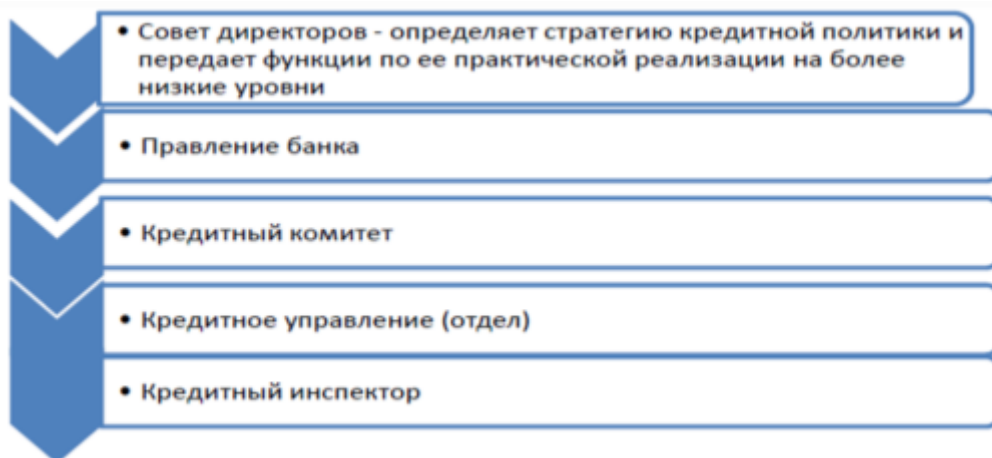 • Совет директоров - определяет стратегию кредитной политики и
передает функции по ее практической реализации на более
низкие уровни
• Правление банка
• Кредитный комитет
• Кредитное управление (отдел)
• Кредитный инспектор